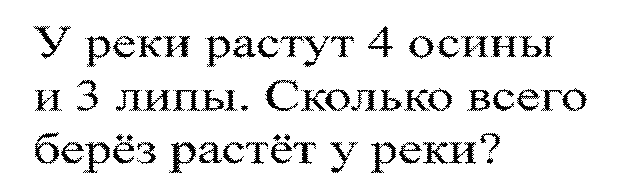 У реки растут 4 осины
и 3 липы. Сколько всего
берёз растёт у реки?